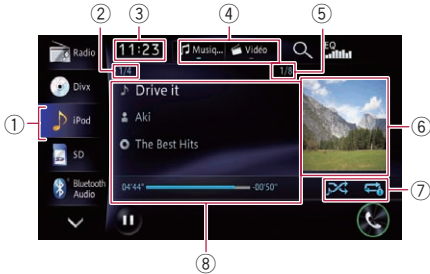 ② ③ ④ ⑤
Radio 11:23 Musiq... Vidéo EQ
1/4 1/8
Divx Drive it
① iPod Aki ⑥
SD The Best Hits
Bluetooth Audio 04'44" -00'50" ⑦
⑧